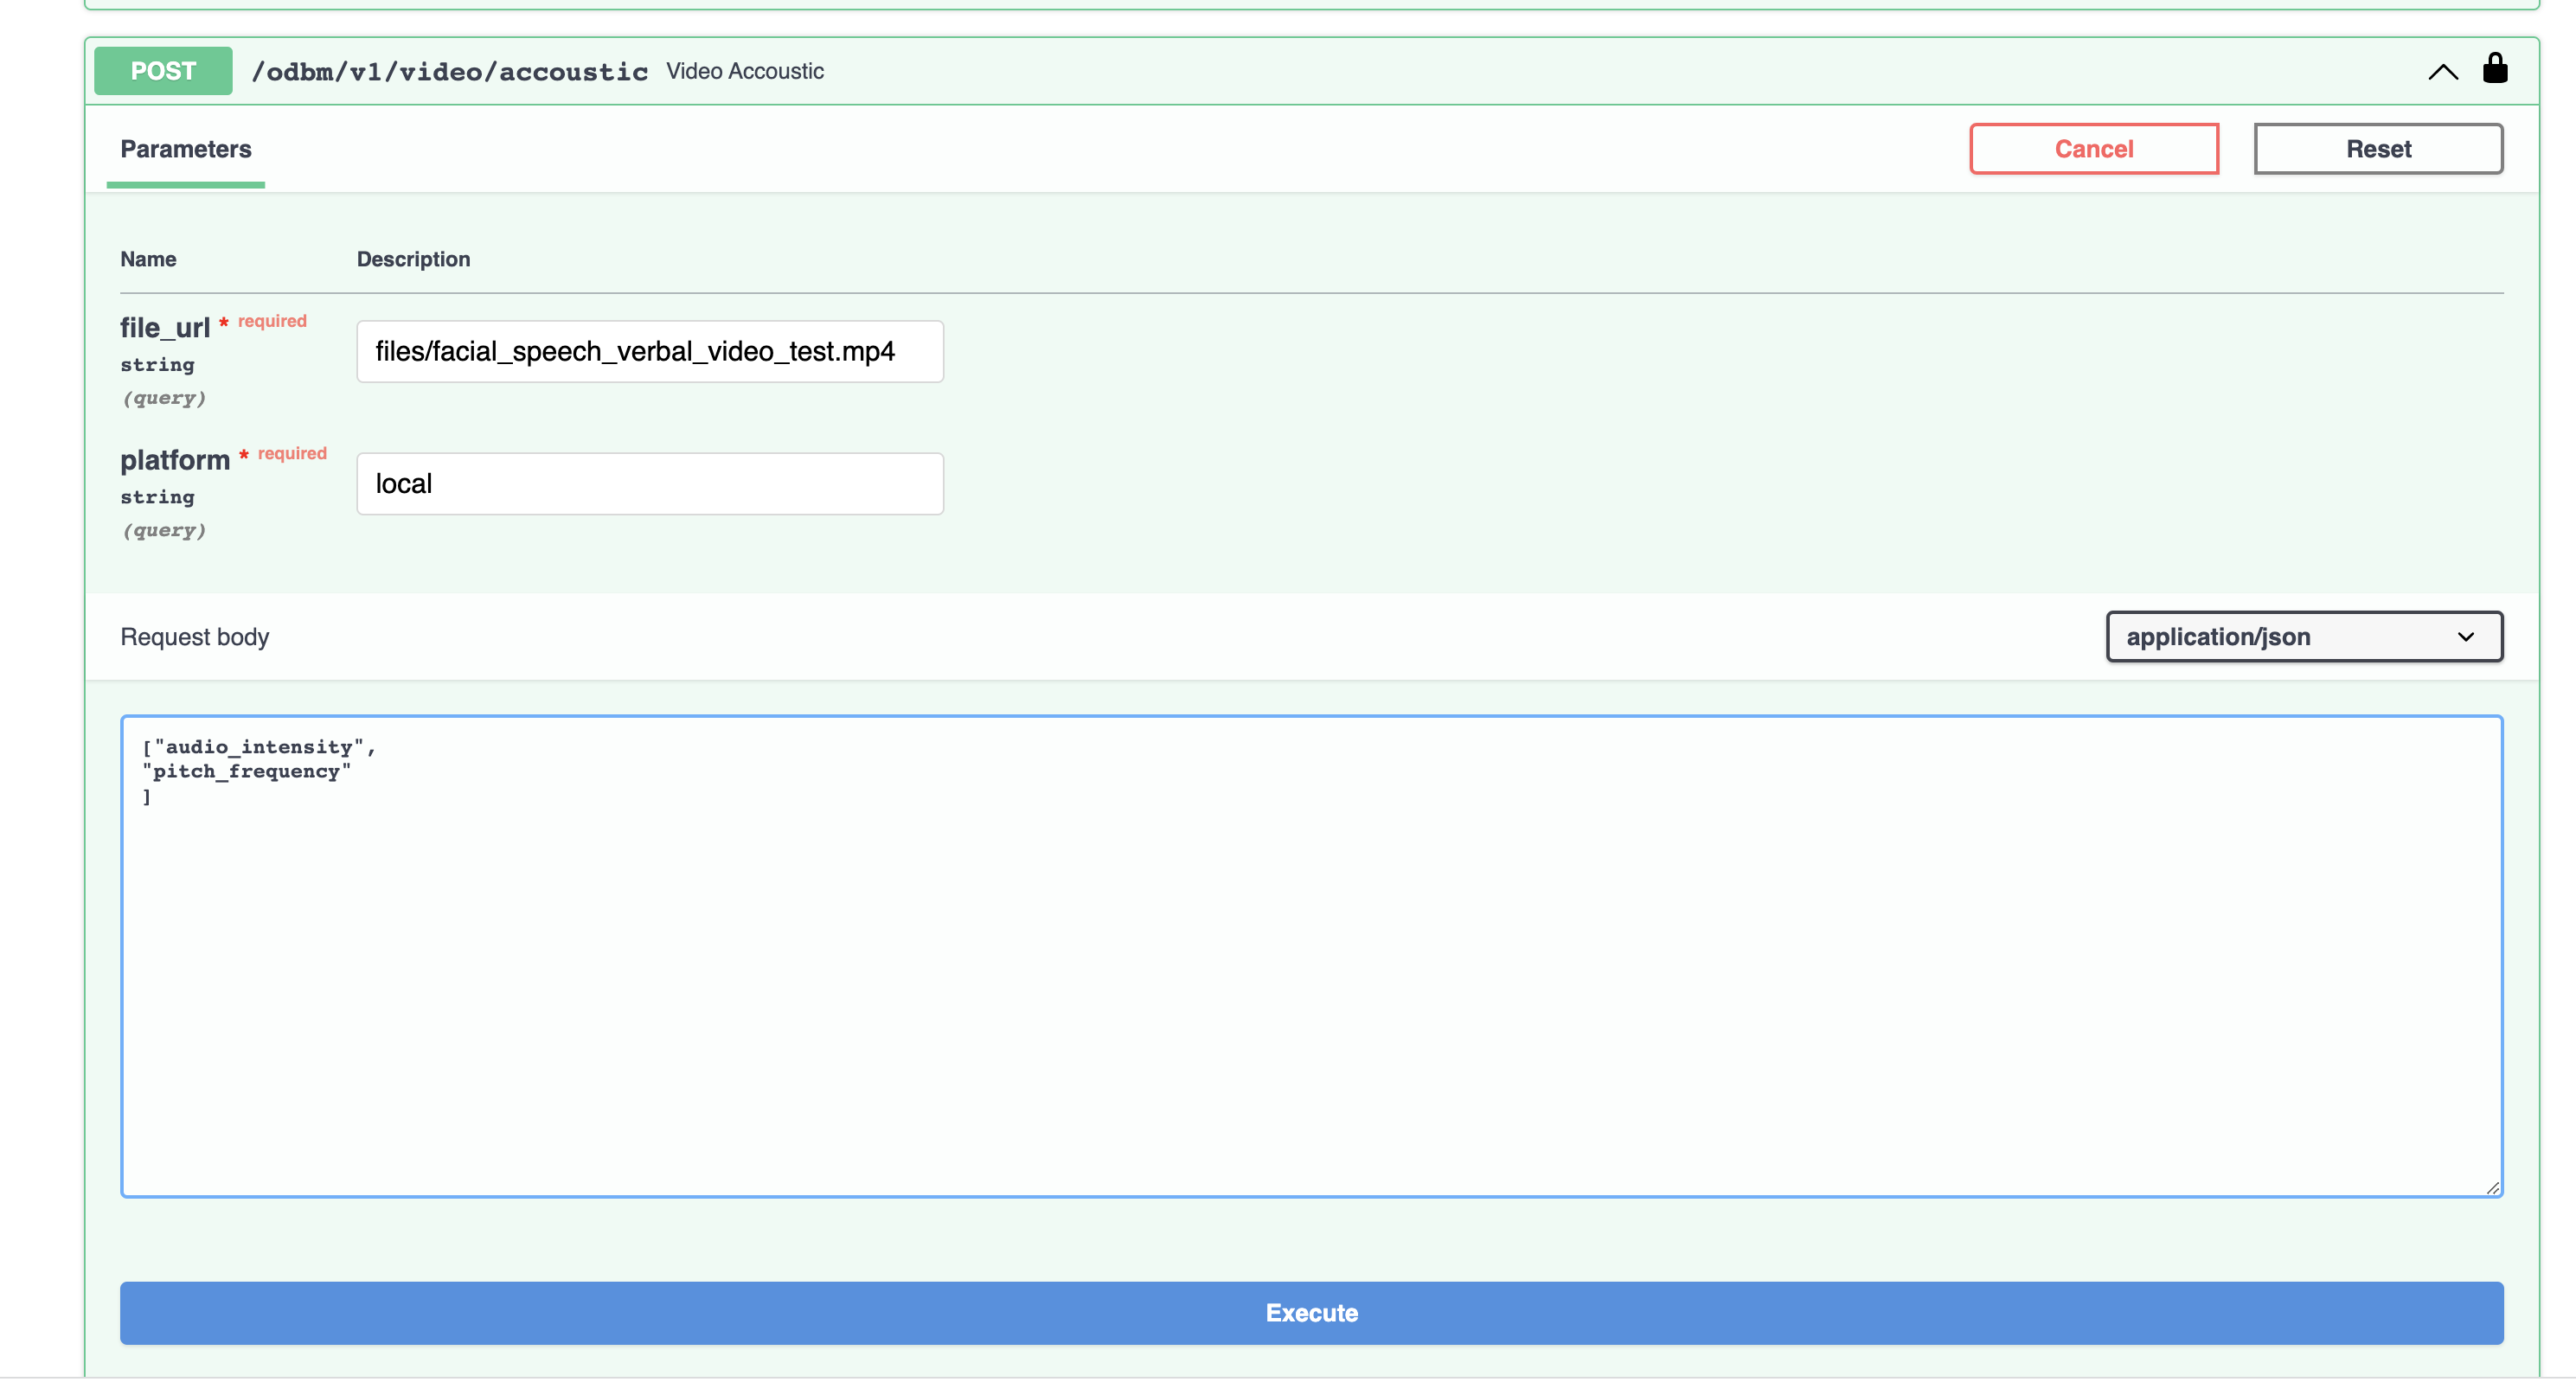 POST /odbm/v1/video/accoustic Video Accoustic
Parameters Cancel Reset
Name Description
file_url * required
string
(query)
files/facial_speech_verbal_video_test.mp4
platform * required
string
(query)
local
Request body application/json
["audio_intensity",
"pitch_frequency"
]
Execute